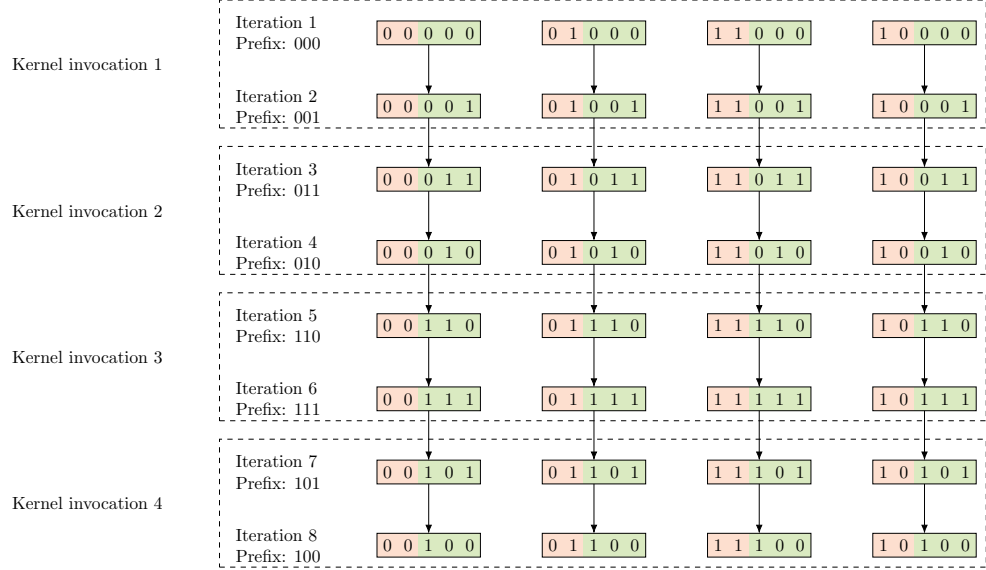 Iteration 1
Prefix: 000
0 0 0 0 0
0 1 0 0 0
1 1 0 0 0
1 0 0 0 0
Kernel invocation 1
Iteration 2
Prefix: 001
0 0 0 0 1
0 1 0 0 1
1 1 0 0 1
1 0 0 0 1
Iteration 3
Prefix: 011
0 0 0 1 1
0 1 0 1 1
1 1 0 1 1
1 0 0 1 1
Kernel invocation 2
Iteration 4
Prefix: 010
0 0 0 1 0
0 1 0 1 0
1 1 0 1 0
1 0 0 1 0
Iteration 5
Prefix: 110
0 0 1 1 0
0 1 1 1 0
1 1 1 1 0
1 0 1 1 0
Kernel invocation 3
Iteration 6
Prefix: 111
0 0 1 1 1
0 1 1 1 1
1 1 1 1 1
1 0 1 1 1
Iteration 7
Prefix: 101
0 0 1 0 1
0 1 1 0 1
1 1 1 0 1
1 0 1 0 1
Kernel invocation 4
Iteration 8
Prefix: 100
0 0 1 0 0
0 1 1 0 0
1 1 1 0 0
1 0 1 0 0